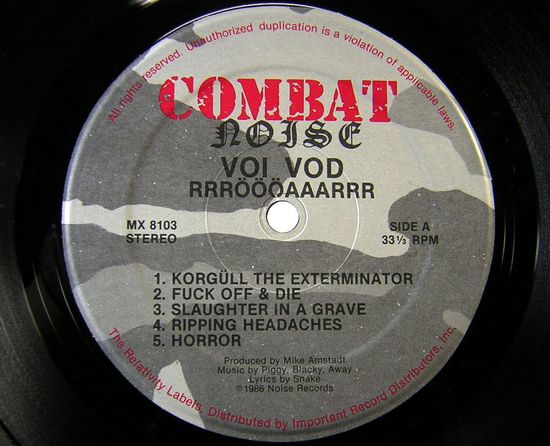 All rights reserved. Unauthorized duplication is a violation of applicable laws.
COMBAT
NOISE
VOI VOD
RRRÖÖÖAAARRR
MX 8103
STEREO
SIDE A
33⅓ RPM
1. KORGÜLL THE EXTERMINATOR
2. FUCK OFF & DIE
3. SLAUGHTER IN A GRAVE
4. RIPPING HEADACHES
5. HORROR
Produced by Mike Amstadt
Music by Piggy, Blacky, Away
Lyrics by Snake
℗1986 Noise Records
The Relativity Labels, Distributed by Important Record Distributors, Inc.